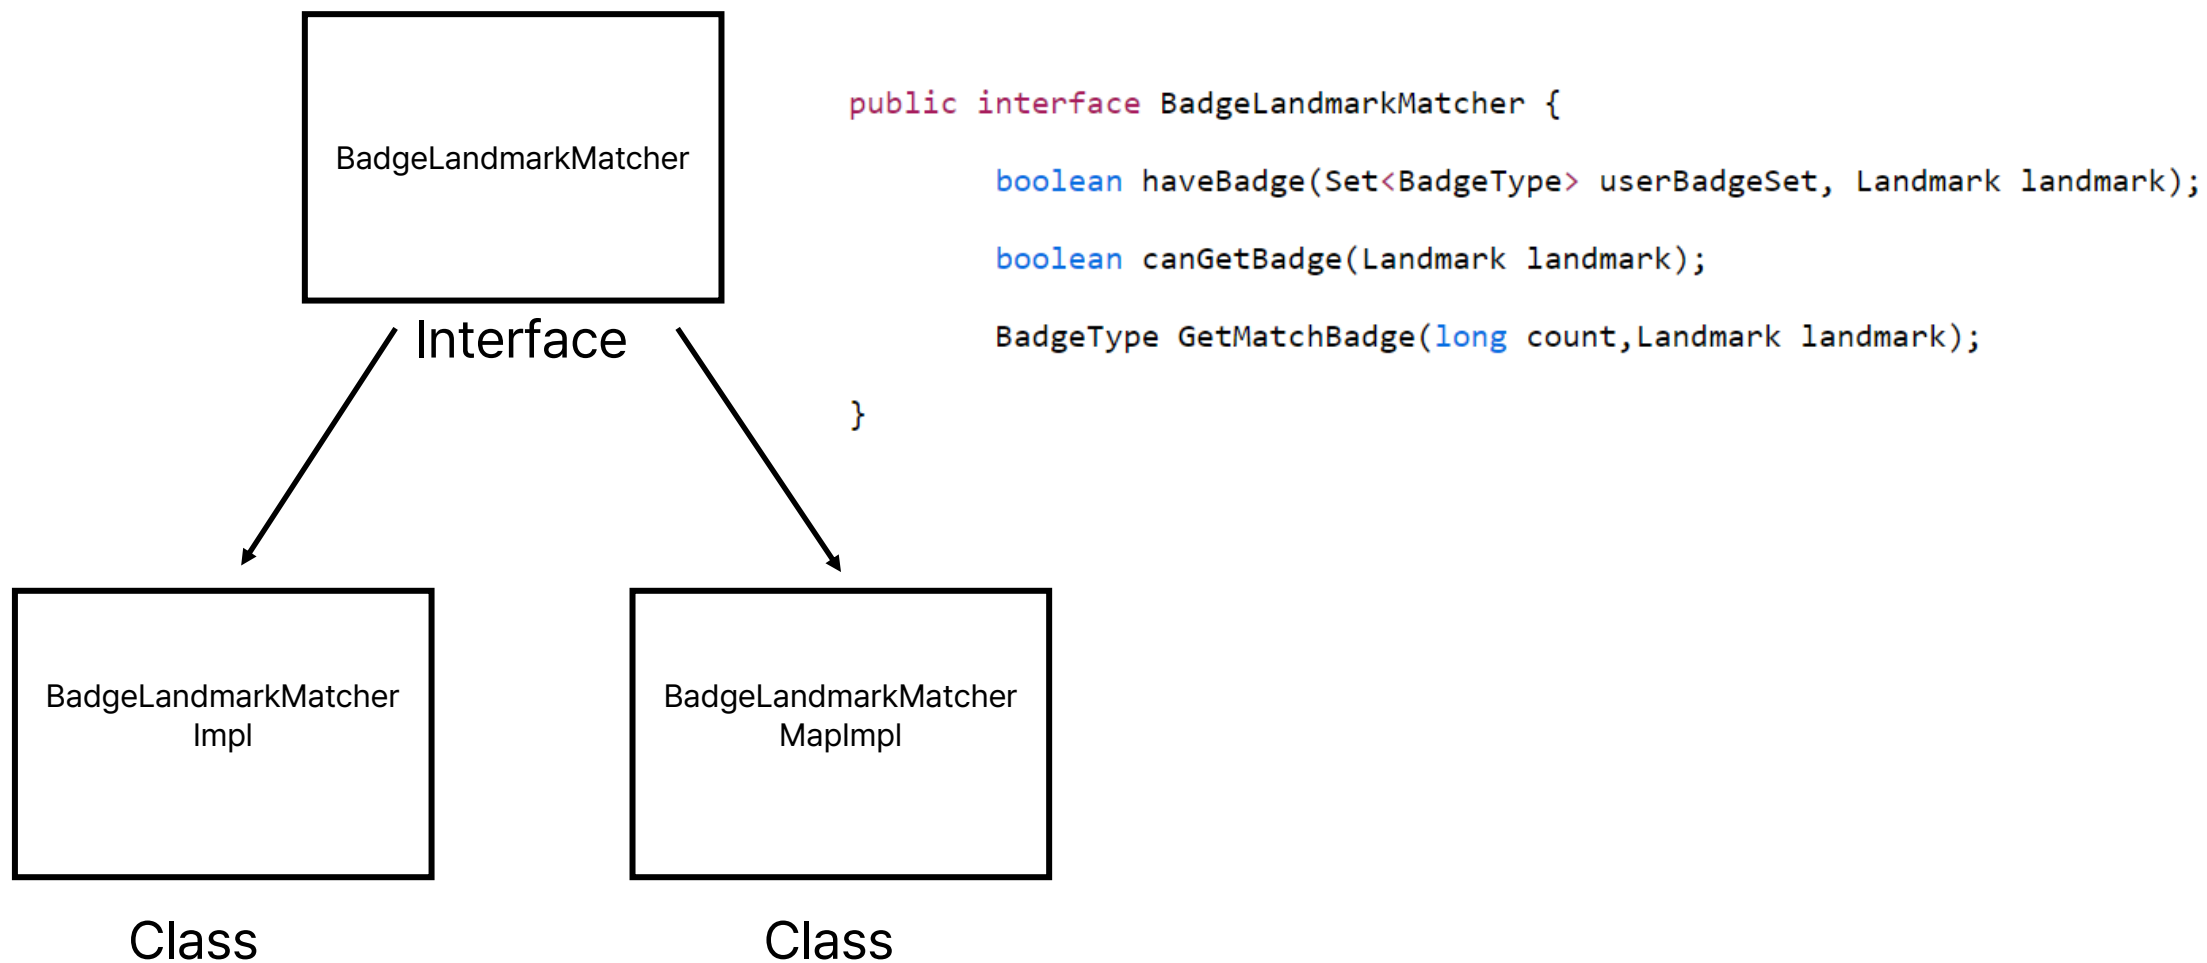 BadgeLandmarkMatcher
Interface
public interface BadgeLandmarkMatcher {
boolean haveBadge(Set<BadgeType> userBadgeSet, Landmark landmark);
boolean canGetBadge(Landmark landmark);
BadgeType GetMatchBadge(long count,Landmark landmark);
}
BadgeLandmarkMatcher
Impl
Class
BadgeLandmarkMatcher
MapImpl
Class